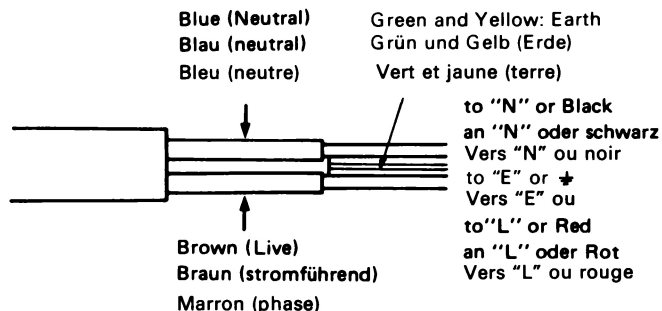 Blue (Neutral)
Blau (neutral)
Bleu (neutre)
Green and Yellow: Earth
Grün und Gelb (Erde)
Vert et jaune (terre)
to "N" or Black
an "N" oder schwarz
Vers "N" ou noir
to "E" or ⏚
Vers "E" ou
to "L" or Red
an "L" oder Rot
Vers "L" ou rouge
Brown (Live)
Braun (stromführend)
Marron (phase)